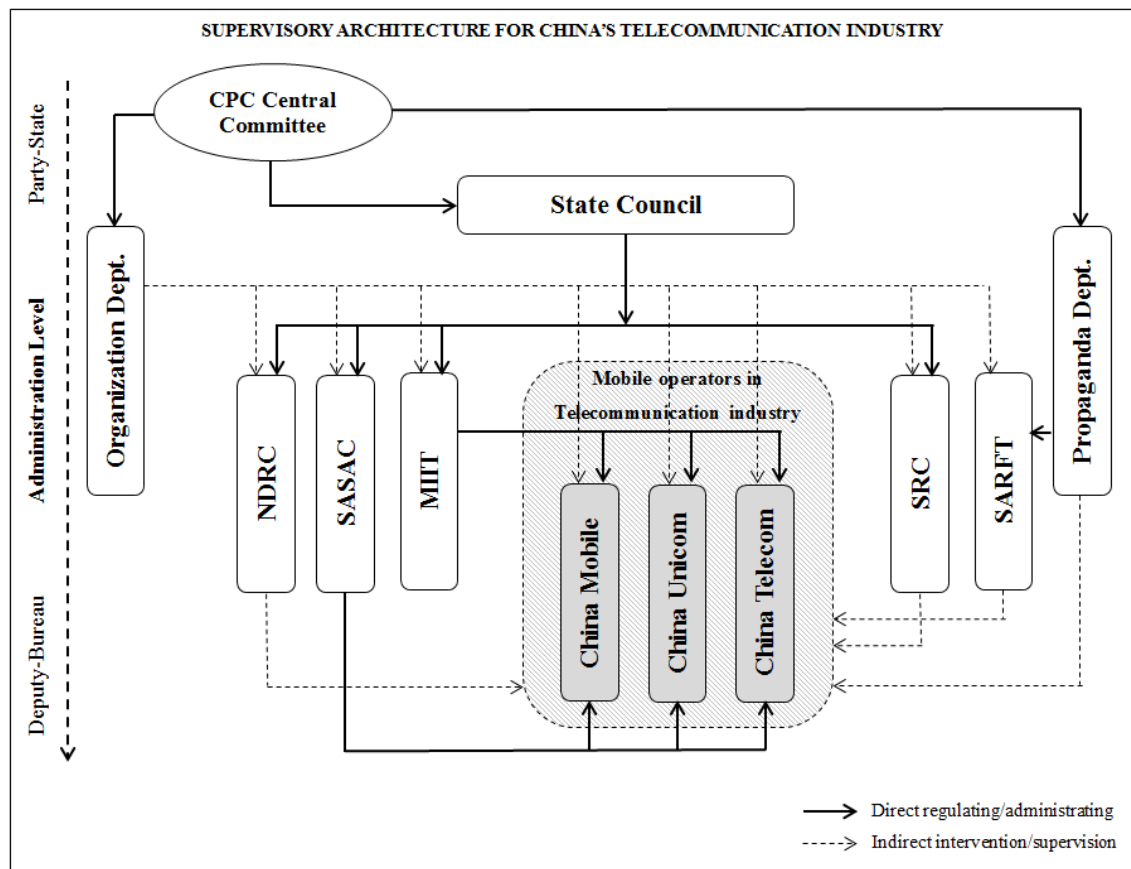 SUPERVISORY ARCHITECTURE FOR CHINA'S TELECOMMUNICATION INDUSTRY
Party-State
Administration Level
Deputy-Bureau
CPC Central
Committee
State Council
Organization Dept.
Propaganda Dept.
NDRC
SASAC
MIIT
Mobile operators in
Telecommunication industry
China Mobile
China Unicom
China Telecom
SRC
SARFT
Direct regulating/administrating
Indirect intervention/supervision